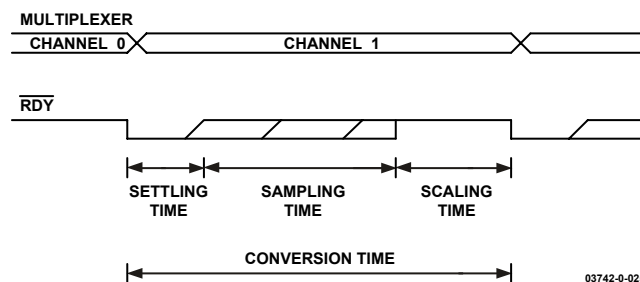 MULTIPLEXER
CHANNEL 0 CHANNEL 1
RDY
SETTLING TIME
SAMPLING TIME
SCALING TIME
CONVERSION TIME
03742-0-02